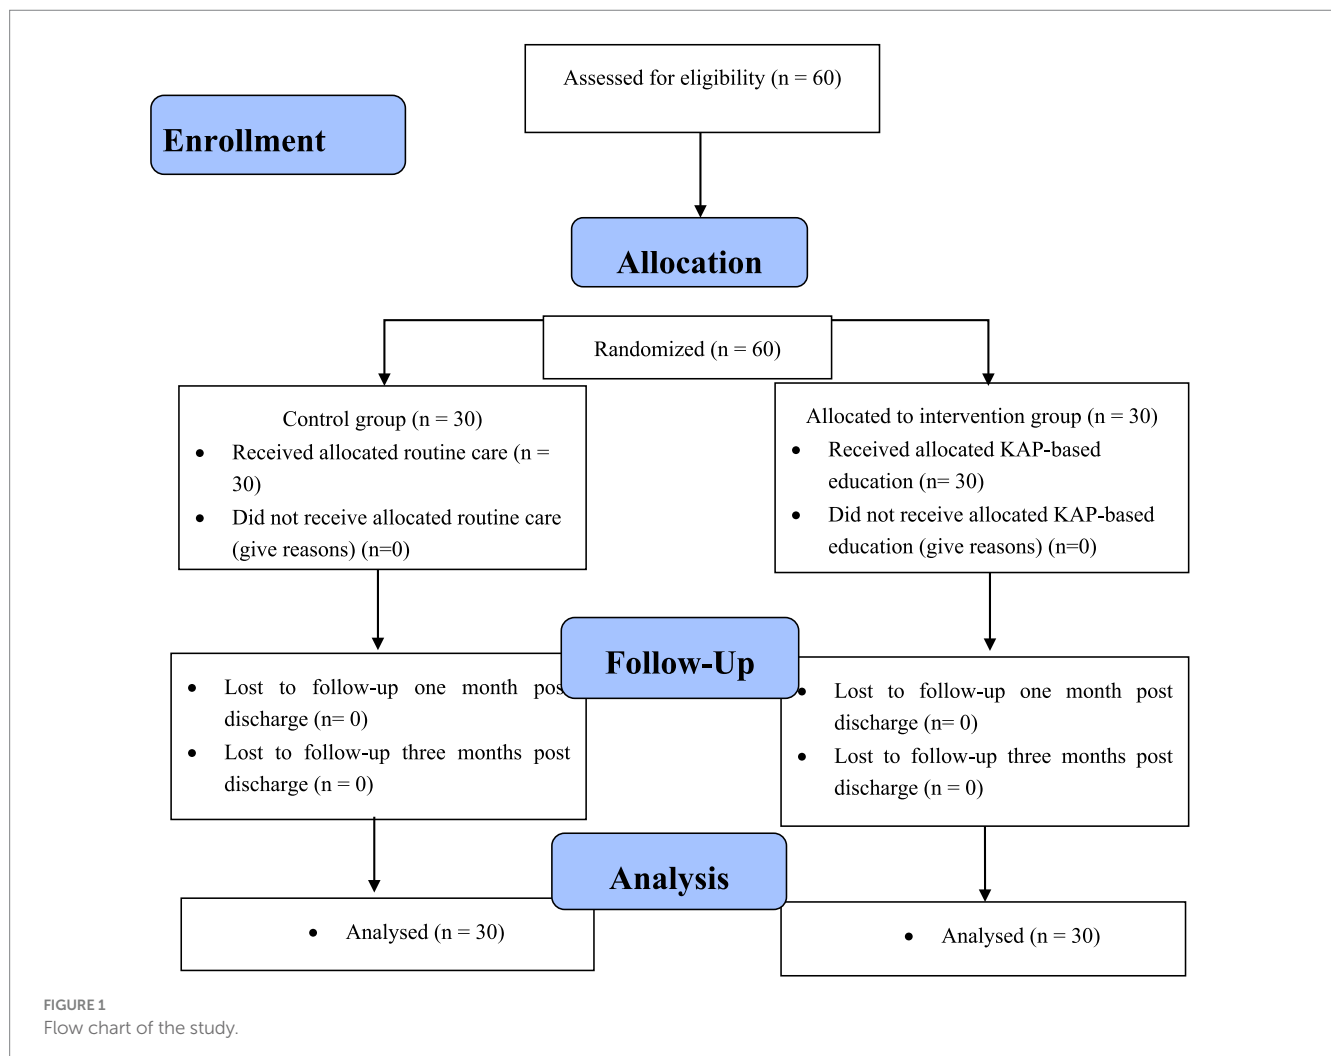 Assessed for eligibility (n = 60)
Enrollment
Allocation
Randomized (n = 60)
Control group (n = 30)
• Received allocated routine care (n =
30)
• Did not receive allocated routine care
(give reasons) (n=0)
Allocated to intervention group (n = 30)
• Received allocated KAP-based
education (n= 30)
• Did not receive allocated KAP-based
education (give reasons) (n=0)
Follow-Up
• Lost to follow-up one month post
discharge (n= 0)
• Lost to follow-up three months post
discharge (n = 0)
• Lost to follow-up one month post
discharge (n= 0)
• Lost to follow-up three months post
discharge (n = 0)
Analysis
• Analysed (n = 30)
• Analysed (n = 30)
FIGURE 1
Flow chart of the study.